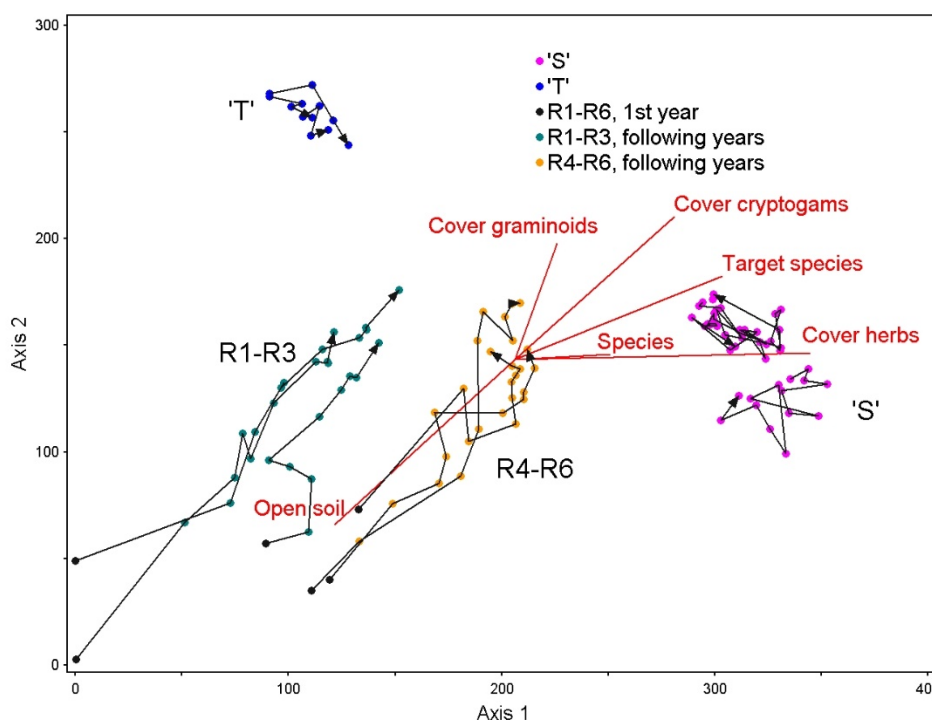 300
200
100
0
Axis 2
'T'
'S'
'T'
R1-R6, 1st year
R1-R3, following years
R4-R6, following years
Cover graminoids
Cover cryptogams
Target species
Species
Cover herbs
R1-R3
'S'
R4-R6
Open soil
0
100
200
300
40
Axis 1